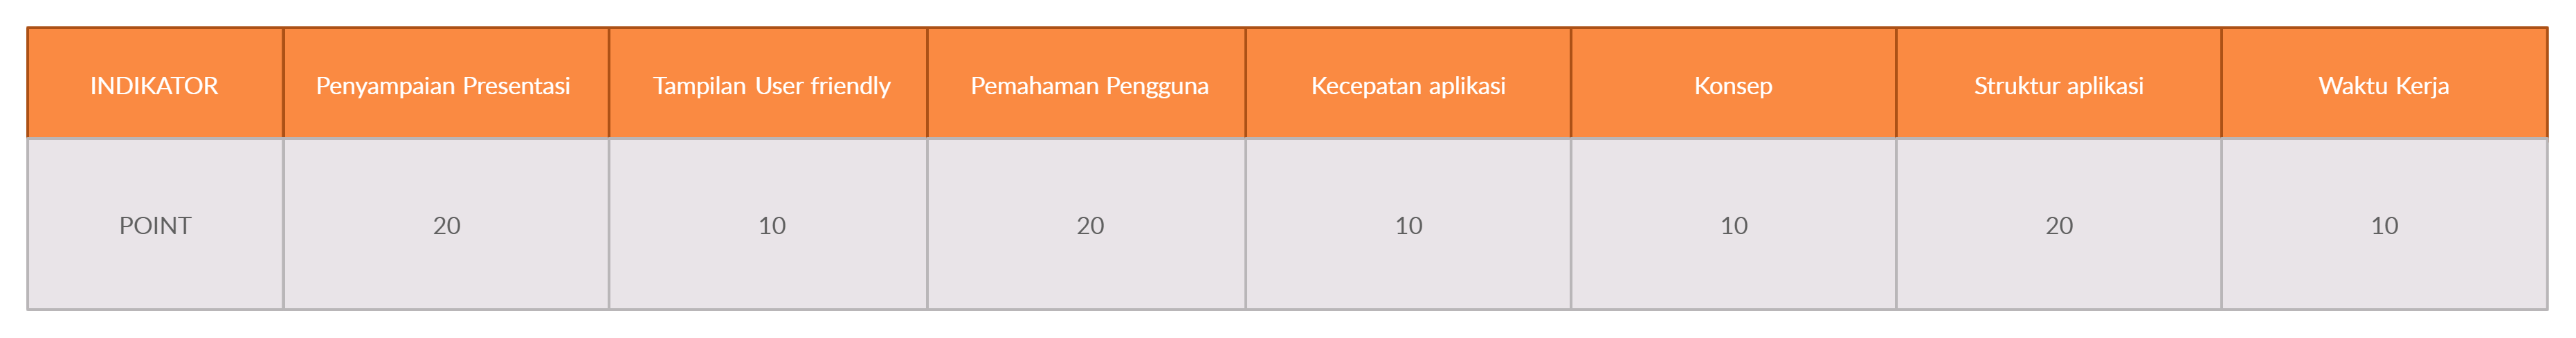 INDIKATOR Penyampaian Presentasi Tampilan User friendly Pemahaman Pengguna Kecepatan aplikasi Konsep Struktur aplikasi Waktu Kerja
POINT 20 10 20 10 10 20 10